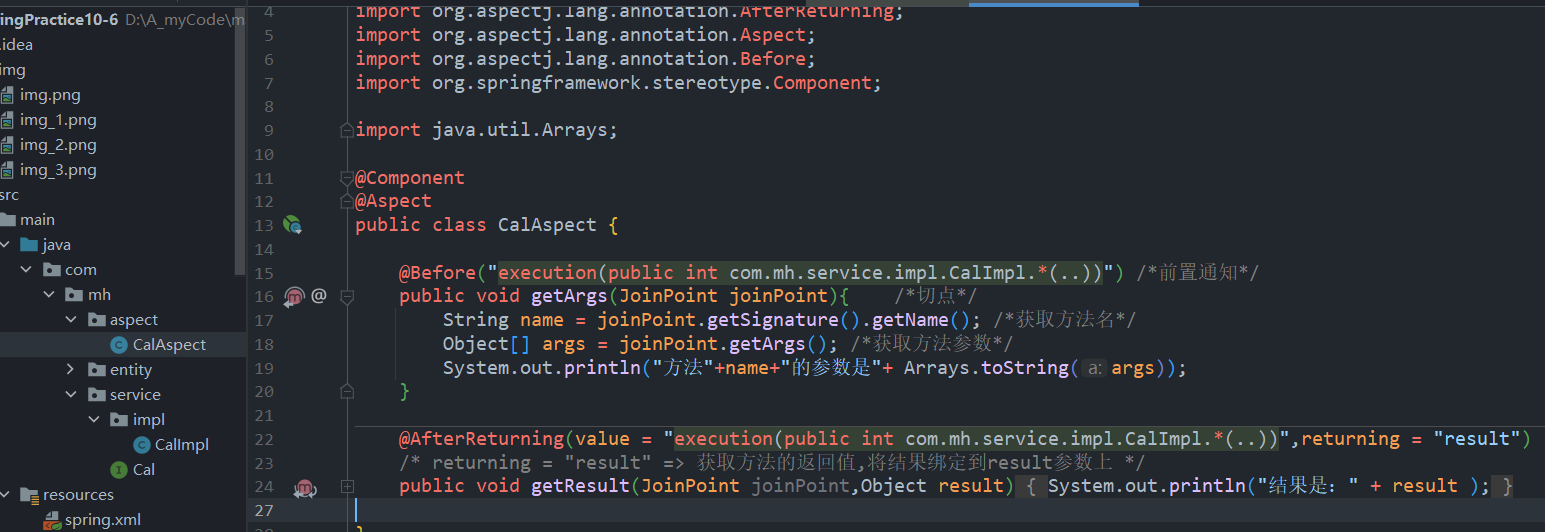 ingPractice10-6 D:\A_myCode\m
.idea
img
img.png
img_1.png
img_2.png
img_3.png
src
main
java
com
mh
aspect
CalAspect
entity
service
impl
CalImpl
Cal
resources
spring.xml
4 import org.aspectj.lang.annotation.AfterReturning;
5 import org.aspectj.lang.annotation.Aspect;
6 import org.aspectj.lang.annotation.Before;
7 import org.springframework.stereotype.Component;
8
9 import java.util.Arrays;
10
11 @Component
12 @Aspect
13 public class CalAspect {
14
15 @Before("execution(public int com.mh.service.impl.CalImpl.*(..))") /*前置通知*/
16 @ public void getArgs(JoinPoint joinPoint){ /*切点*/
17 String name = joinPoint.getSignature().getName(); /*获取方法名*/
18 Object[] args = joinPoint.getArgs(); /*获取方法参数*/
19 System.out.println("方法"+name+"的参数是"+ Arrays.toString( a: args));
20 }
21
22 @AfterReturning(value = "execution(public int com.mh.service.impl.CalImpl.*(..))",returning = "result")
23 /* returning = "result" => 获取方法的返回值,将结果绑定到result参数上 */
24 public void getResult(JoinPoint joinPoint,Object result) { System.out.println("结果是：" + result ); }
27